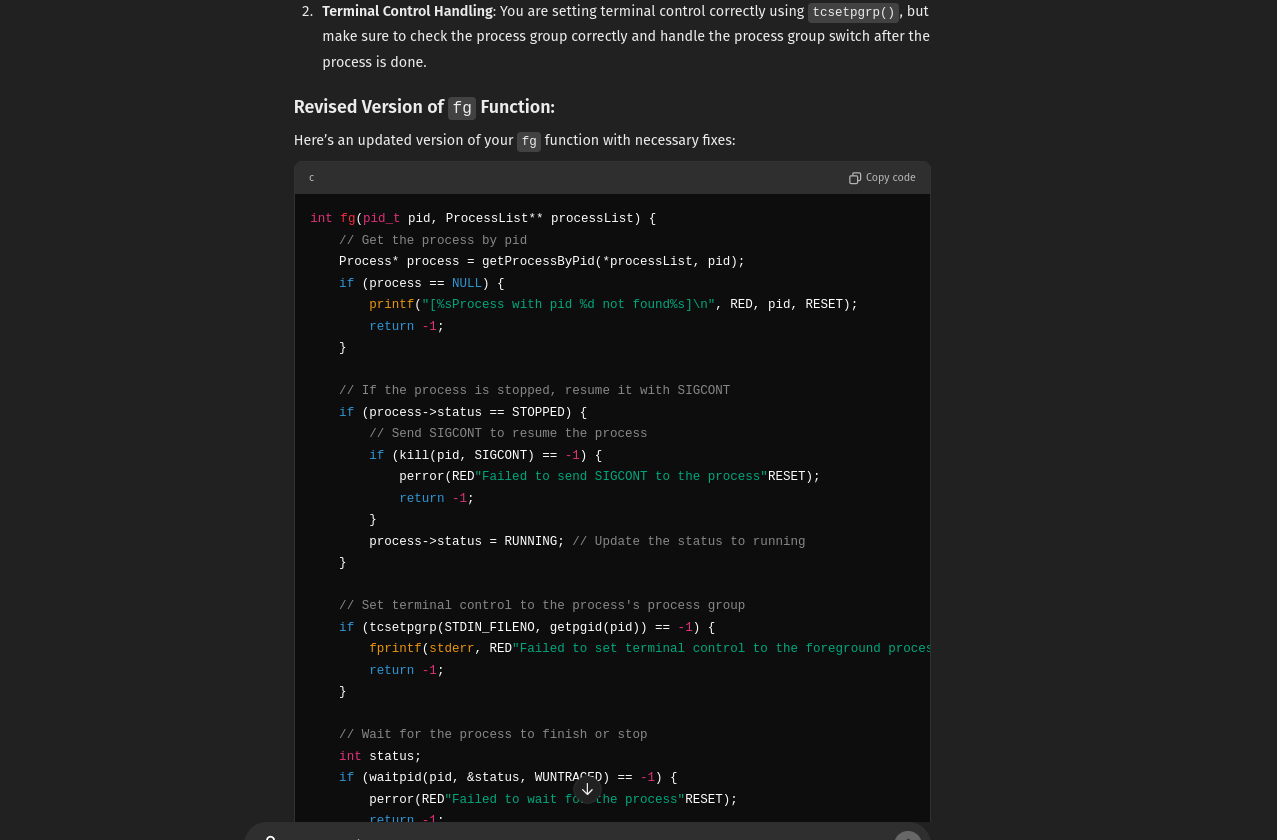 2. Terminal Control Handling: You are setting terminal control correctly using tcsetpgrp(), but
make sure to check the process group correctly and handle the process group switch after the
process is done.
Revised Version of fg Function:
Here's an updated version of your fg function with necessary fixes:
c
Copy code
int fg(pid_t pid, ProcessList** processList) {
    // Get the process by pid
    Process* process = getProcessByPid(*processList, pid);
    if (process == NULL) {
        printf("[%sProcess with pid %d not found%s]\n", RED, pid, RESET);
        return -1;
    }
    // If the process is stopped, resume it with SIGCONT
    if (process->status == STOPPED) {
        // Send SIGCONT to resume the process
        if (kill(pid, SIGCONT) == -1) {
            perror(RED"Failed to send SIGCONT to the process"RESET);
            return -1;
        }
        process->status = RUNNING; // Update the status to running
    }
    // Set terminal control to the process's process group
    if (tcsetpgrp(STDIN_FILENO, getpgid(pid)) == -1) {
        fprintf(stderr, RED"Failed to set terminal control to the foreground proces
        return -1;
    }
    // Wait for the process to finish or stop
    int status;
    if (waitpid(pid, &status, WUNTRACED) == -1) {
        perror(RED"Failed to wait for the process"RESET);
        return -1;